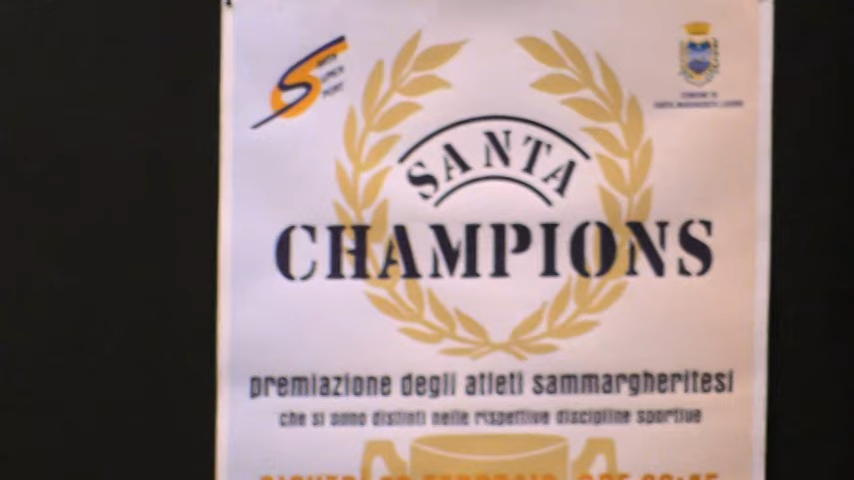 SANTA
CHAMPIONS
premiazione degli atleti sammargheritesi
che si sono distinti nelle rispettive discipline sportive